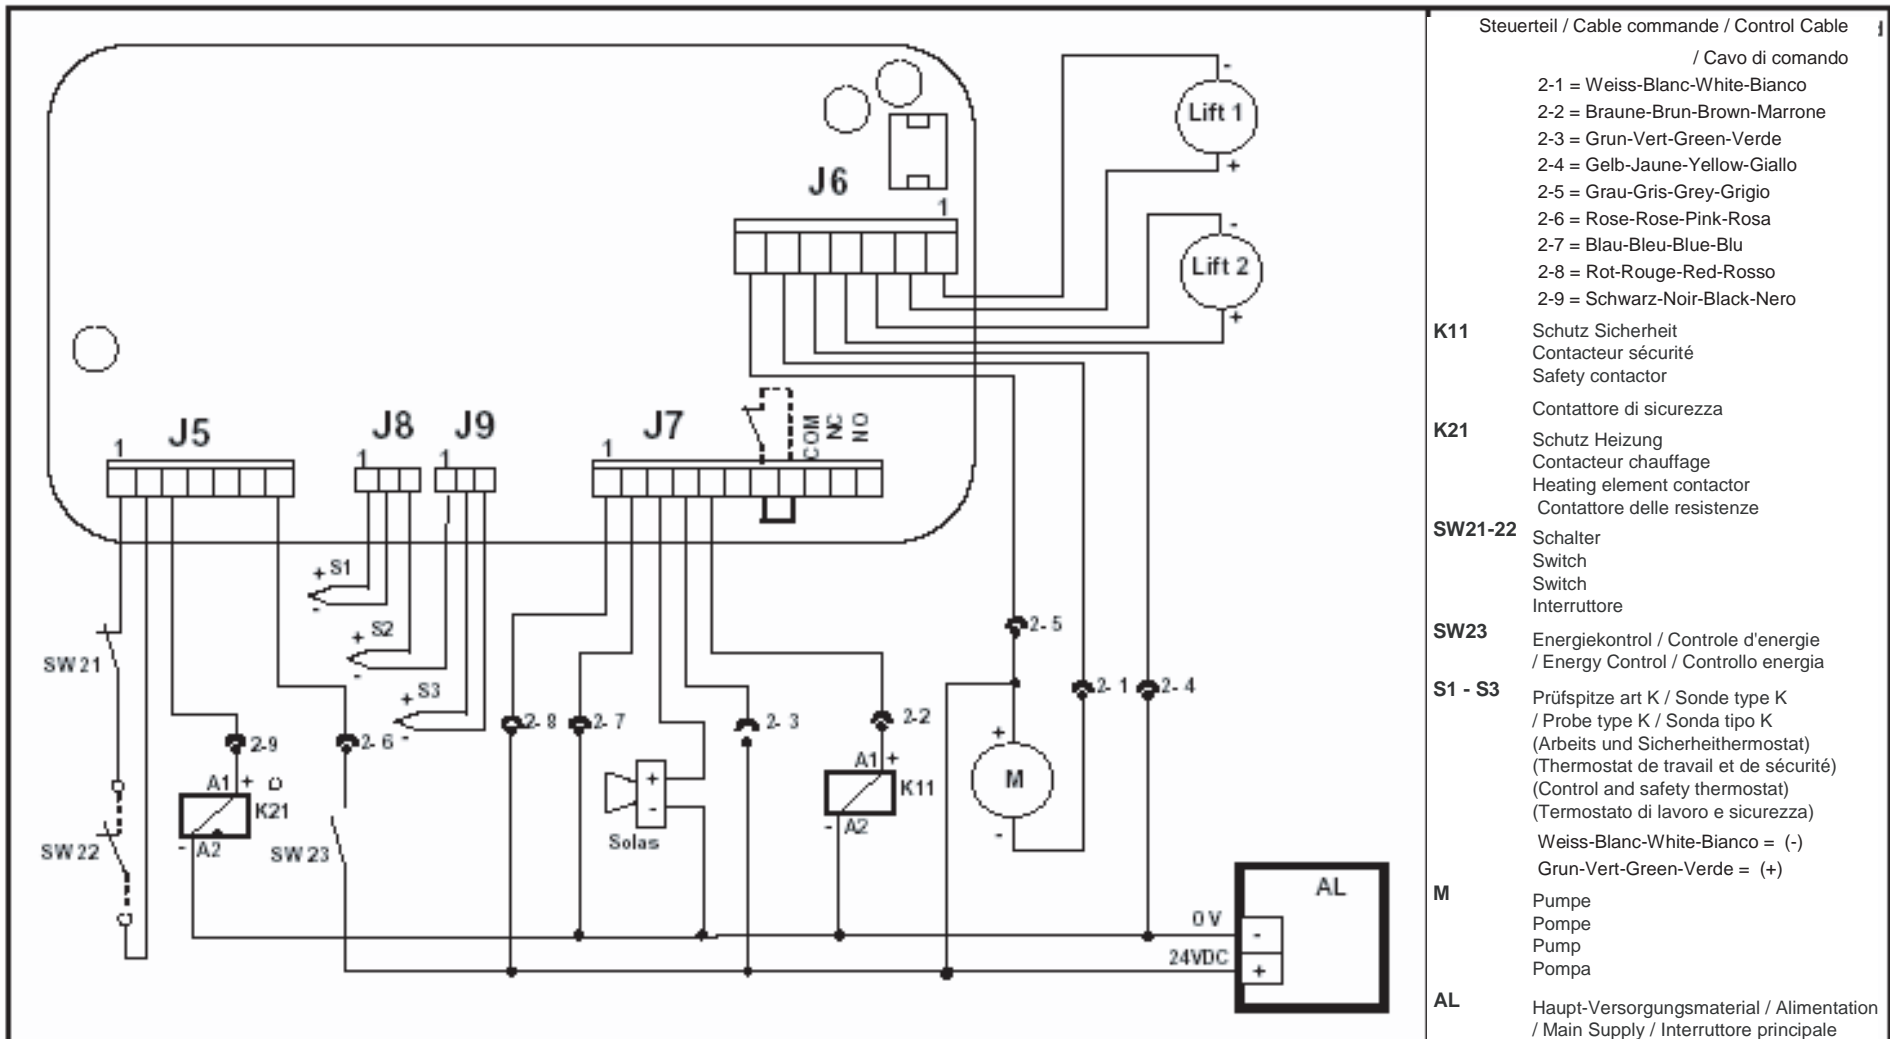 Lift 1
-
+
Lift 2
-
+
J6
1
J5
1
J8
1
J9
1
J7
1
COM
NC
NO
+ S1
-
+ S2
-
+ S3
-
SW 21
SW 22
2-9
A1 +
K21
- A2
2- 6
SW 23
2- 8
2- 7
+
-
Solas
2- 3
2-2
A1 +
K11
- A2
2- 5
+
M
-
2- 1
2- 4
AL
0 V
-
24VDC
+
Steuerteil / Cable commande / Control Cable
/ Cavo di comando
2-1 = Weiss-Blanc-White-Bianco
2-2 = Braune-Brun-Brown-Marrone
2-3 = Grun-Vert-Green-Verde
2-4 = Gelb-Jaune-Yellow-Giallo
2-5 = Grau-Gris-Grey-Grigio
2-6 = Rose-Rose-Pink-Rosa
2-7 = Blau-Bleu-Blue-Blu
2-8 = Rot-Rouge-Red-Rosso
2-9 = Schwarz-Noir-Black-Nero
K11 Schutz Sicherheit
Contacteur sécurité
Safety contactor
Contattore di sicurezza
K21 Schutz Heizung
Contacteur chauffage
Heating element contactor
Contattore delle resistenze
SW21-22 Schalter
Switch
Switch
Interruttore
SW23 Energiekontrol / Controle d'energie
/ Energy Control / Controllo energia
S1 - S3 Prüfspitze art K / Sonde type K
/ Probe type K / Sonda tipo K
(Arbeits und Sicherheithermostat)
(Thermostat de travail et de sécurité)
(Control and safety thermostat)
(Termostato di lavoro e sicurezza)
Weiss-Blanc-White-Bianco = (-)
Grun-Vert-Green-Verde = (+)
M Pumpe
Pompe
Pump
Pompa
AL Haupt-Versorgungsmaterial / Alimentation
/ Main Supply / Interruttore principale